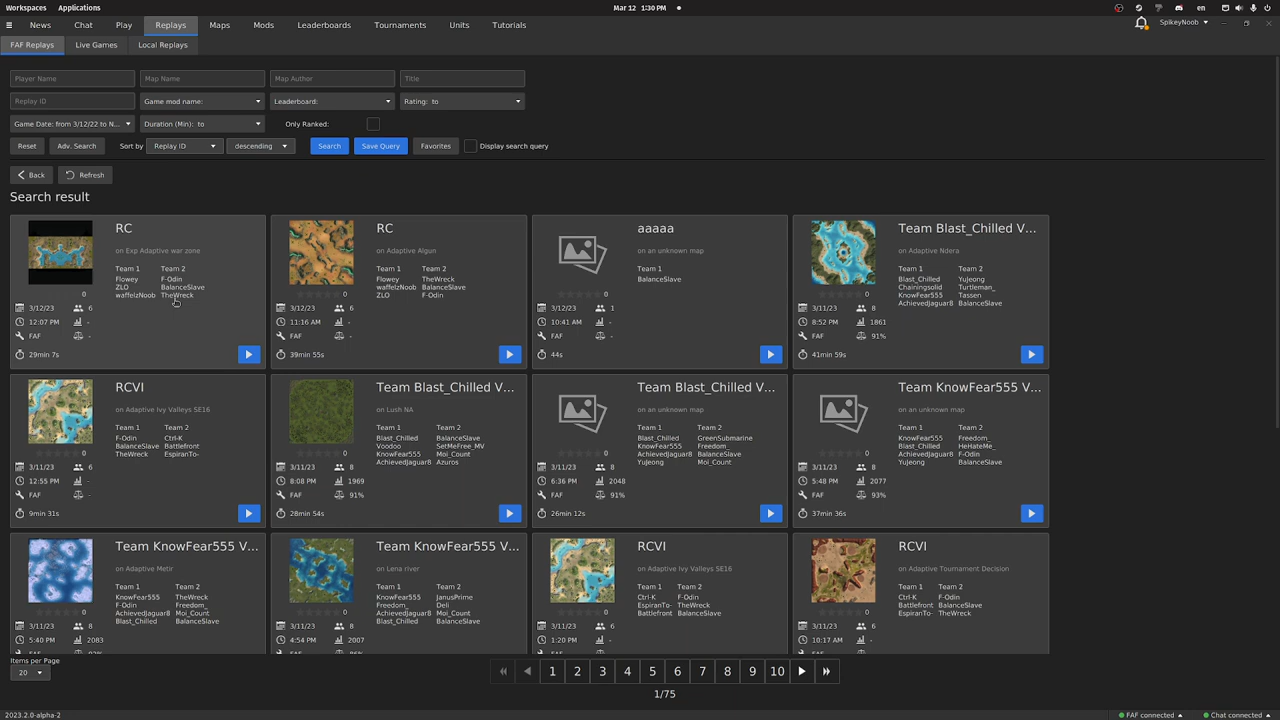 Workspaces Applications Mar 12 1:30 PM en
News Chat Play Replays Maps Mods Leaderboards Tournaments Units Tutorials SpikeyNoob
FAF Replays Live Games Local Replays
Player Name Map Name Map Author Title
Replay ID Game mod name: Leaderboard: Rating: to
Game Date: from 3/12/22 to N... Duration (Min): to Only Ranked:
Reset Adv. Search Sort by Replay ID descending Search Save Query Favorites Display search query
Back Refresh
Search result
RC
on Exp Adaptive war zone
Team 1 Team 2
Flowey F-Odin
ZLO BalanceSlave
waffelzNoob TheWreck
0
3/12/23 6
12:07 PM -
FAF -
29min 7s
RC
on Adaptive Algun
Team 1 Team 2
Flowey TheWreck
waffelzNoob BalanceSlave
ZLO F-Odin
0
3/12/23 6
11:16 AM -
FAF -
39min 55s
aaaaa
on an unknown map
Team 1
BalanceSlave
0
3/12/23 1
10:41 AM -
FAF -
44s
Team Blast_Chilled V...
on Adaptive Ndera
Team 1 Team 2
Blast_Chilled Yujeong
Chainingsolid Turtleman_
KnowFear555 Tassen
AchievedJaguar8 BalanceSlave
0
3/11/23 8
8:52 PM 1861
FAF 91%
41min 59s
RCVI
on Adaptive Ivy Valleys SE16
Team 1 Team 2
F-Odin Ctrl-K
BalanceSlave Battlefront
TheWreck EspiranTo-
0
3/11/23 6
12:55 PM -
FAF -
9min 31s
Team Blast_Chilled V...
on Lush NA
Team 1 Team 2
Blast_Chilled BalanceSlave
Voodoo SetMeFree_MV
KnowFear555 Moi_Count
AchievedJaguar8 Azuros
0
3/11/23 8
8:08 PM 1969
FAF 91%
28min 54s
Team Blast_Chilled V...
on an unknown map
Team 1 Team 2
Blast_Chilled GreenSubmarine
KnowFear555 Freedom_
AchievedJaguar8 BalanceSlave
Yujeong Moi_Count
0
3/11/23 8
6:36 PM 2048
FAF 91%
26min 12s
Team KnowFear555 V...
on an unknown map
Team 1 Team 2
KnowFear555 Freedom_
Blast_Chilled HeHateMe_
AchievedJaguar8 F-Odin
Yujeong BalanceSlave
0
3/11/23 8
5:48 PM 2077
FAF 93%
37min 36s
Team KnowFear555 V...
on Adaptive Metir
Team 1 Team 2
KnowFear555 TheWreck
F-Odin Freedom_
AchievedJaguar8 Moi_Count
Blast_Chilled BalanceSlave
0
3/11/23 8
5:40 PM 2083
Team KnowFear555 V...
on Lena river
Team 1 Team 2
KnowFear555 JanusPrime
Freedom_ Deli
AchievedJaguar8 Moi_Count
Blast_Chilled BalanceSlave
0
3/11/23 8
4:54 PM 2007
RCVI
on Adaptive Ivy Valleys SE16
Team 1 Team 2
Ctrl-K F-Odin
EspiranTo- TheWreck
Battlefront BalanceSlave
0
3/11/23 6
1:20 PM -
RCVI
on Adaptive Tournament Decision
Team 1 Team 2
Ctrl-K F-Odin
Battlefront BalanceSlave
EspiranTo- TheWreck
0
3/11/23 6
10:17 AM -
Items per Page
20
1 2 3 4 5 6 7 8 9 10
1/75
2023.2.0-alpha-2 FAF connected Chat connected